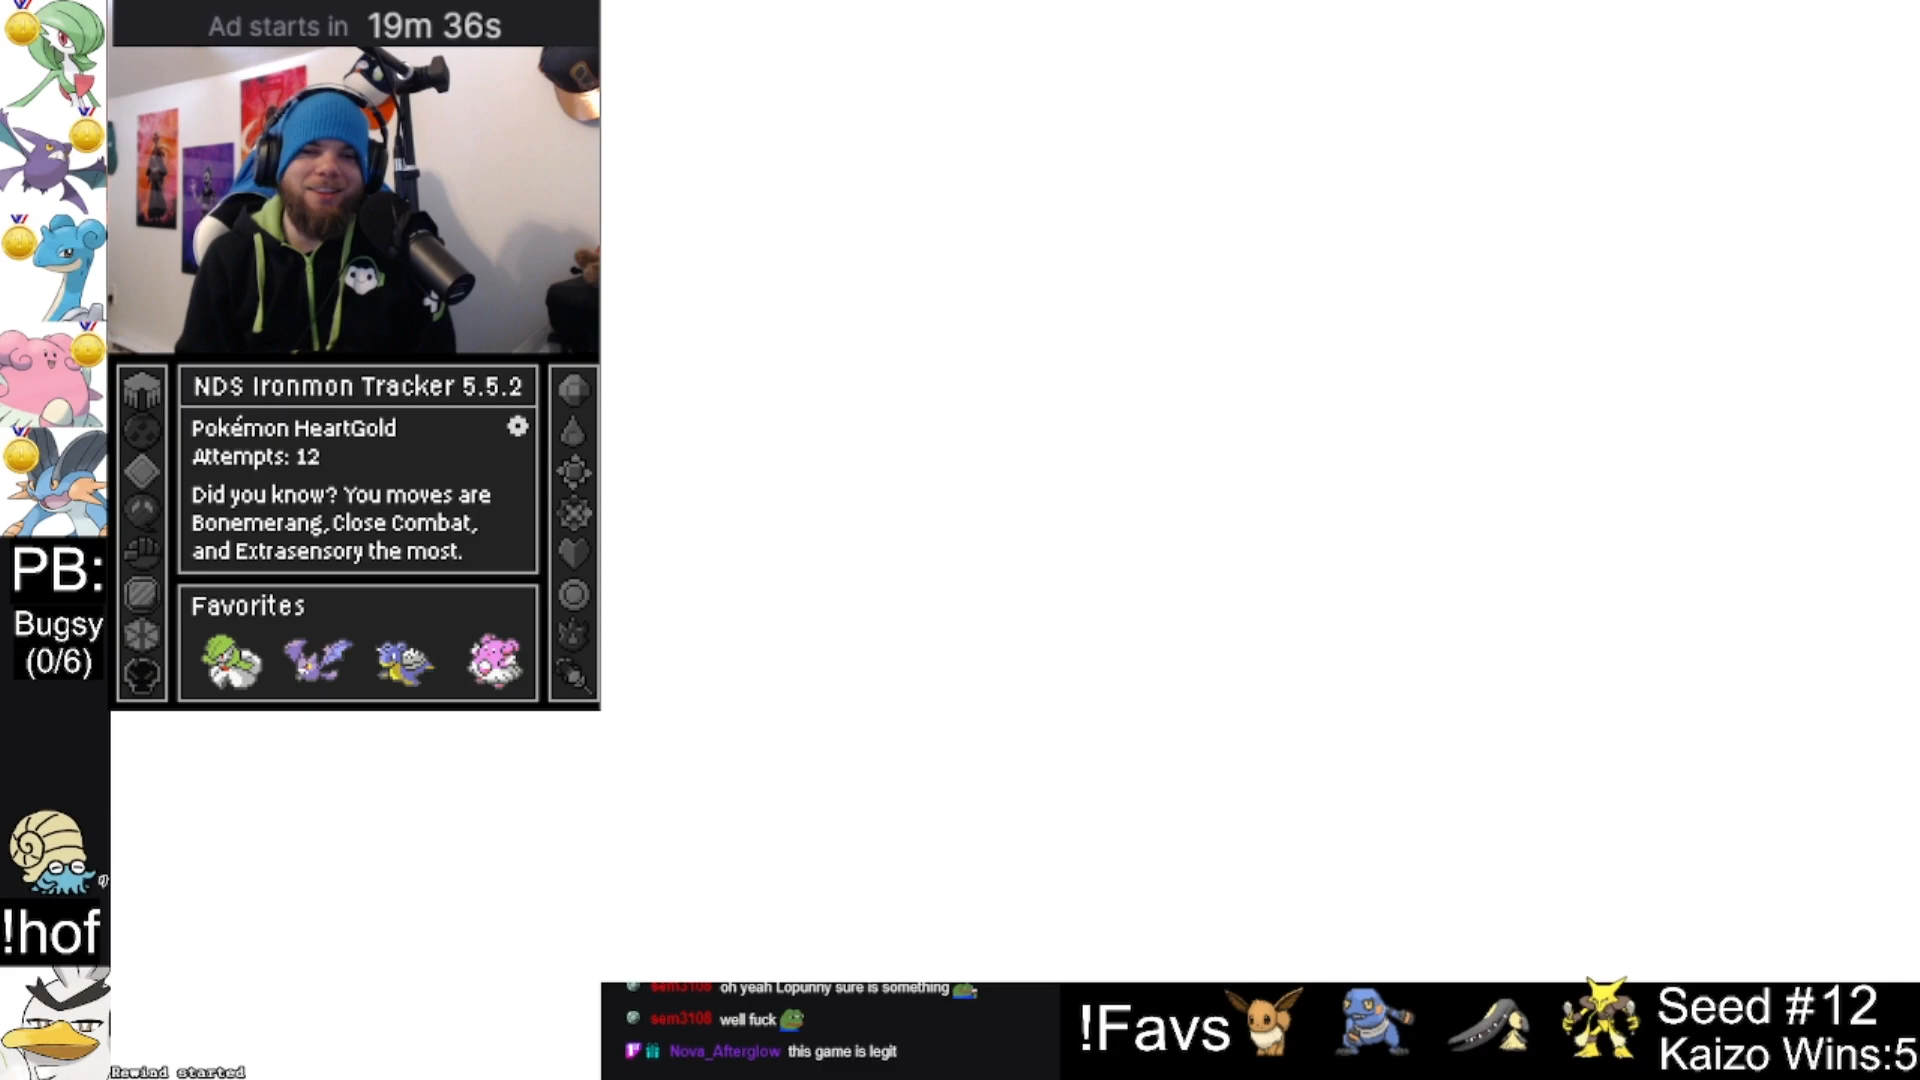 Ad starts in 19m 36s
NDS Ironmon Tracker 5.5.2
Pokémon HeartGold
Attempts: 12
Did you know? You moves are
Bonemerang, Close Combat,
and Extrasensory the most.
Favorites
PB:
Bugsy
(0/6)
!hof
Rewind started
sem3108 oh yeah Lopunny sure is something
sem3108 well fuck
Nova_Afterglow this game is legit
!Favs
Seed #12
Kaizo Wins:5